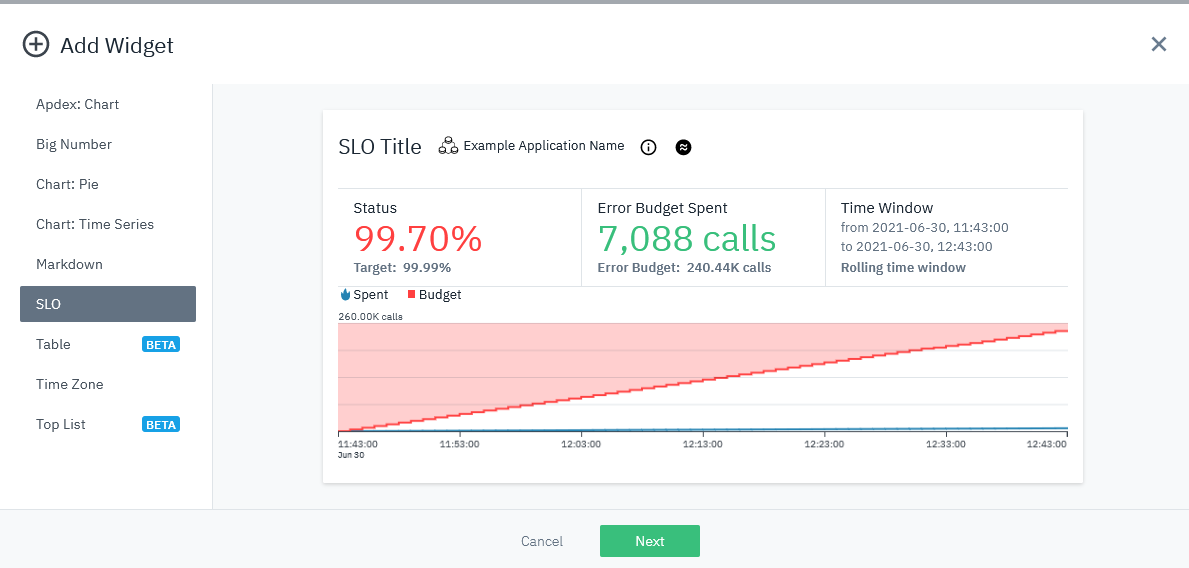 Add Widget
Apdex: Chart
Big Number
Chart: Pie
Chart: Time Series
Markdown
SLO
Table BETA
Time Zone
Top List BETA
SLO Title Example Application Name
Status
99.70%
Target: 99.99%
Error Budget Spent
7,088 calls
Error Budget: 240.44K calls
Time Window
from 2021-06-30, 11:43:00
to 2021-06-30, 12:43:00
Rolling time window
Spent Budget
260.00K calls
11:43:00 11:53:00 12:03:00 12:13:00 12:23:00 12:33:00 12:43:00
Jun 30
Cancel Next